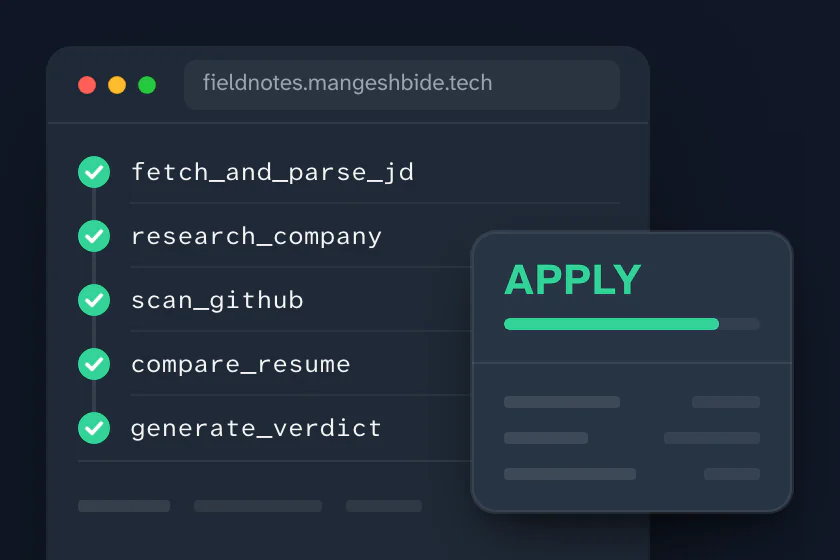 fieldnotes.mangeshbide.tech
fetch_and_parse_jd
research_company
scan_github
compare_resume
generate_verdict
APPLY